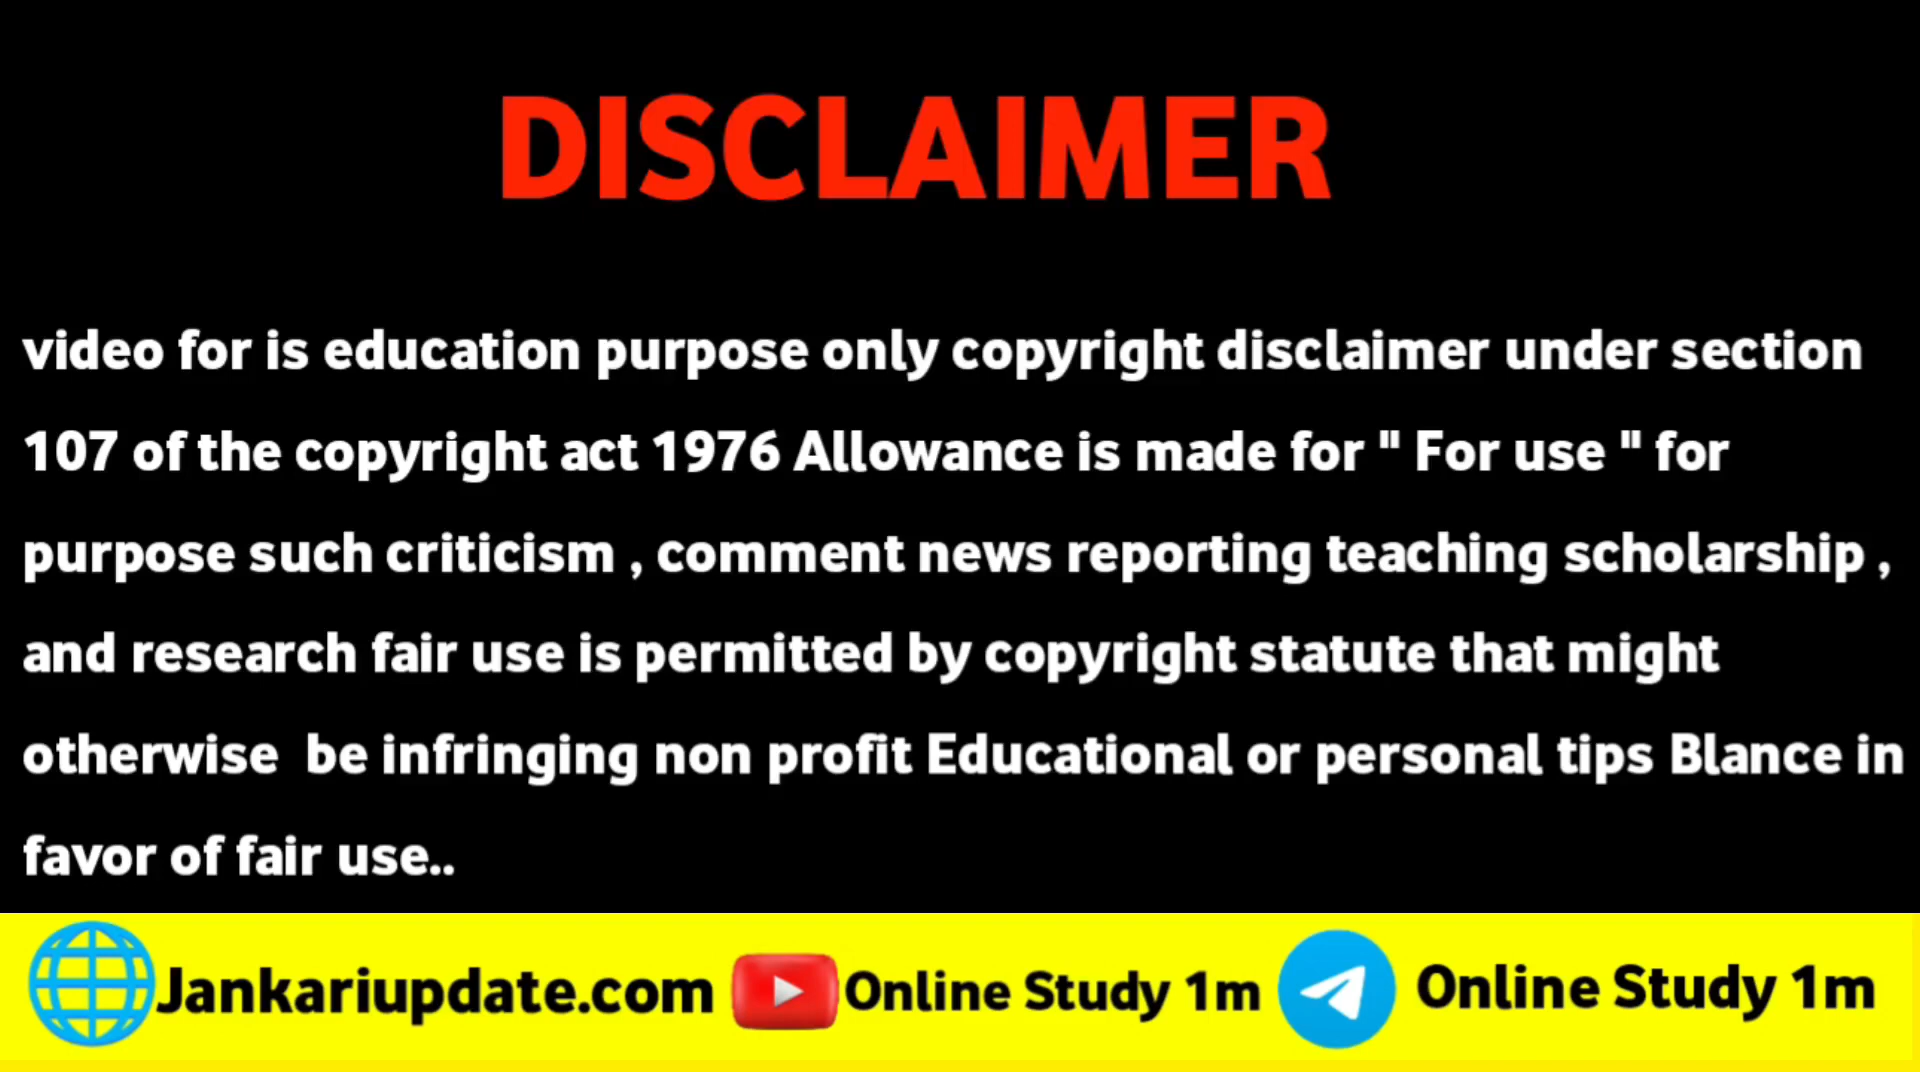 DISCLAIMER
video for is education purpose only copyright disclaimer under section
107 of the copyright act 1976 Allowance is made for " For use " for
purpose such criticism , comment news reporting teaching scholarship ,
and research fair use is permitted by copyright statute that might
otherwise be infringing non profit Educational or personal tips Blance in
favor of fair use..
Jankariupdate.com Online Study 1m Online Study 1m